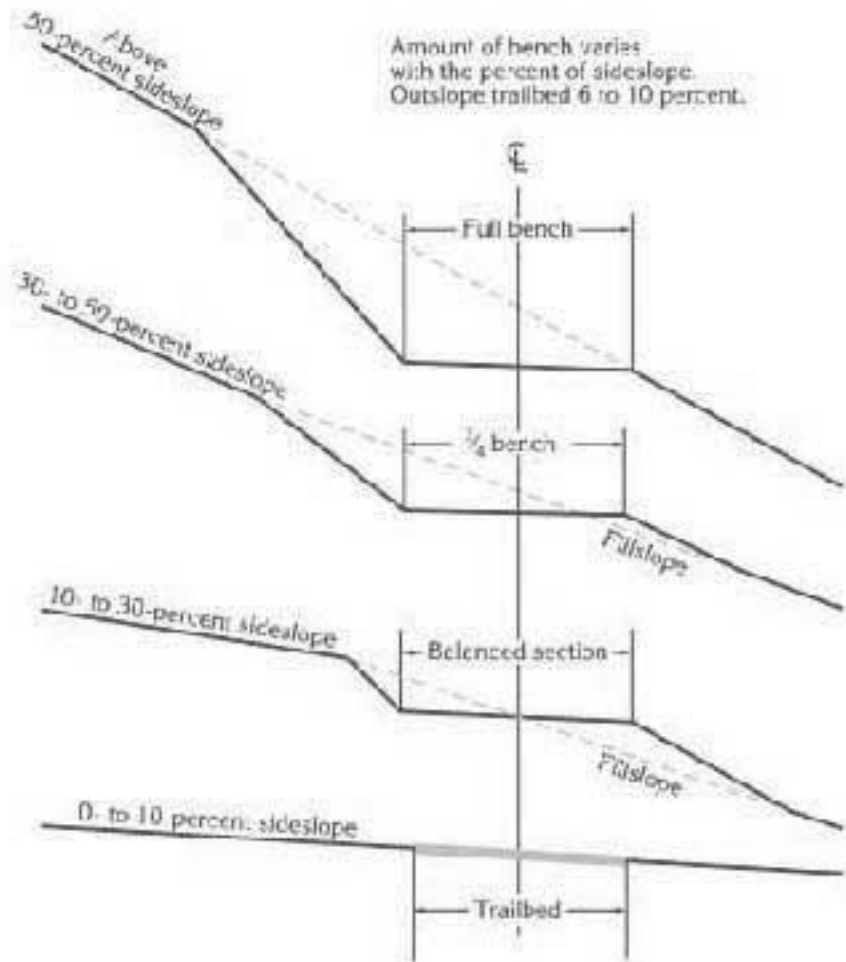 Above
50-percent sideslope
Amount of bench varies
with the percent of sideslope.
Outslope trailbed 6 to 10 percent.
℄
Full bench
30- to 50-percent sideslope
bench
Fillslope
10- to 30-percent sideslope
Balanced section
Fillslope
0- to 10 percent sideslope
Trailbed